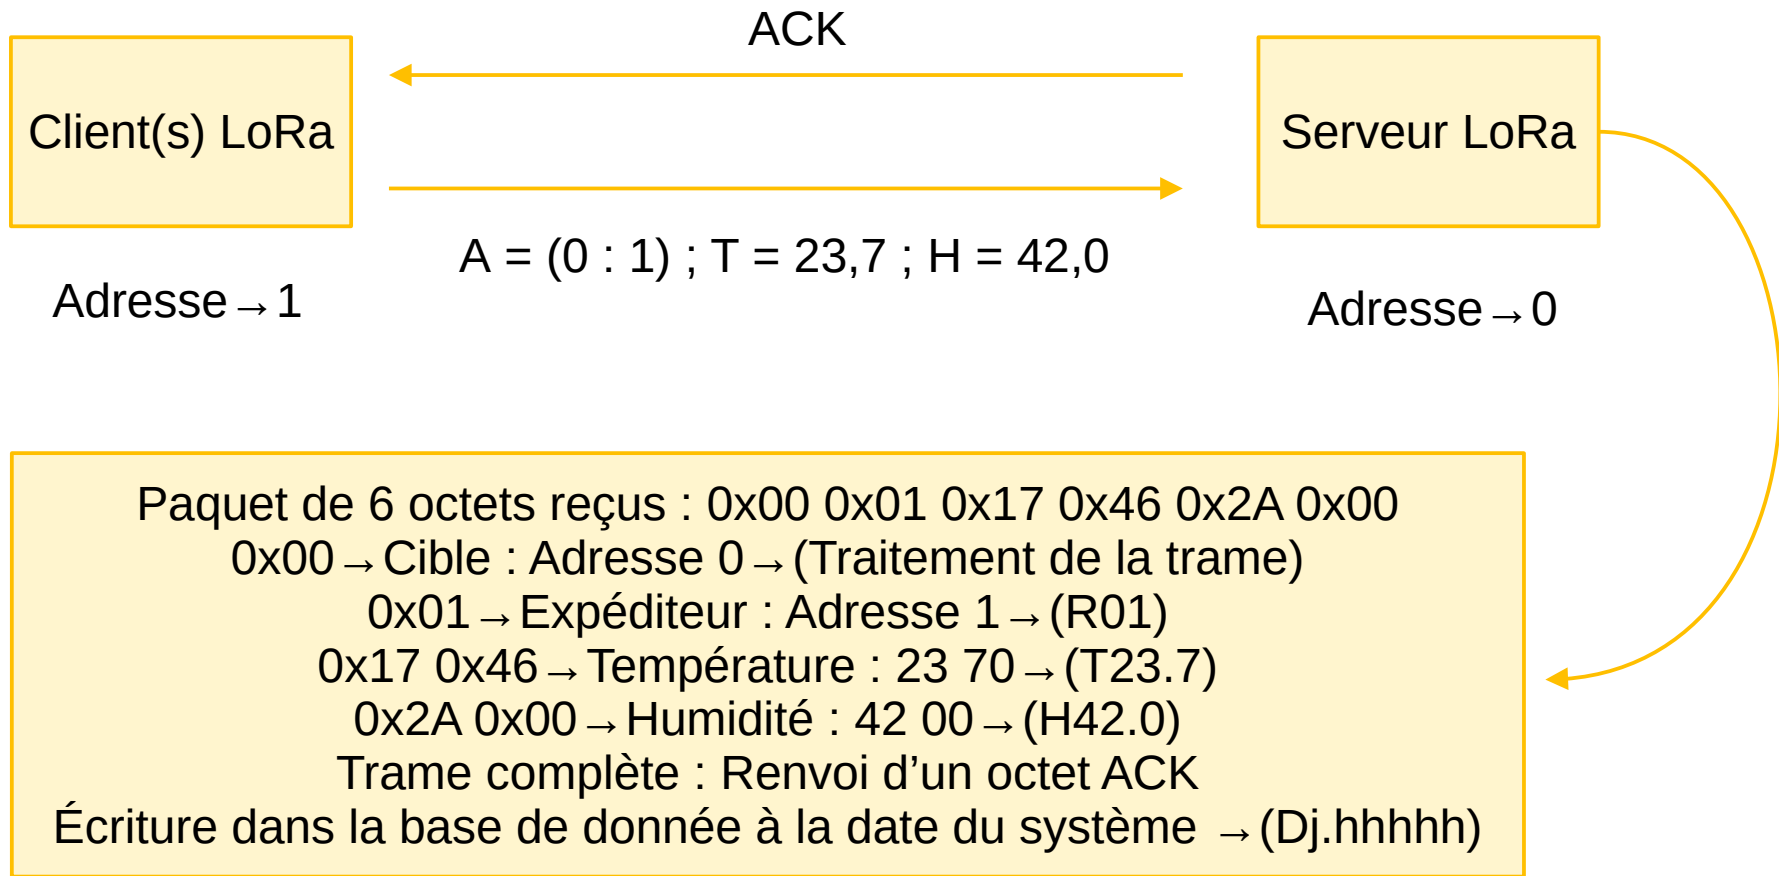 ACK
Client(s) LoRa
Serveur LoRa
A = (0 : 1) ; T = 23,7 ; H = 42,0
Adresse→1
Adresse→0
Paquet de 6 octets reçus : 0x00 0x01 0x17 0x46 0x2A 0x00
0x00→Cible : Adresse 0→(Traitement de la trame)
0x01→Expéditeur : Adresse 1→(R01)
0x17 0x46→Température : 23 70→(T23.7)
0x2A 0x00→Humidité : 42 00→(H42.0)
Trame complète : Renvoi d’un octet ACK
Écriture dans la base de donnée à la date du système →(Dj.hhhhh)